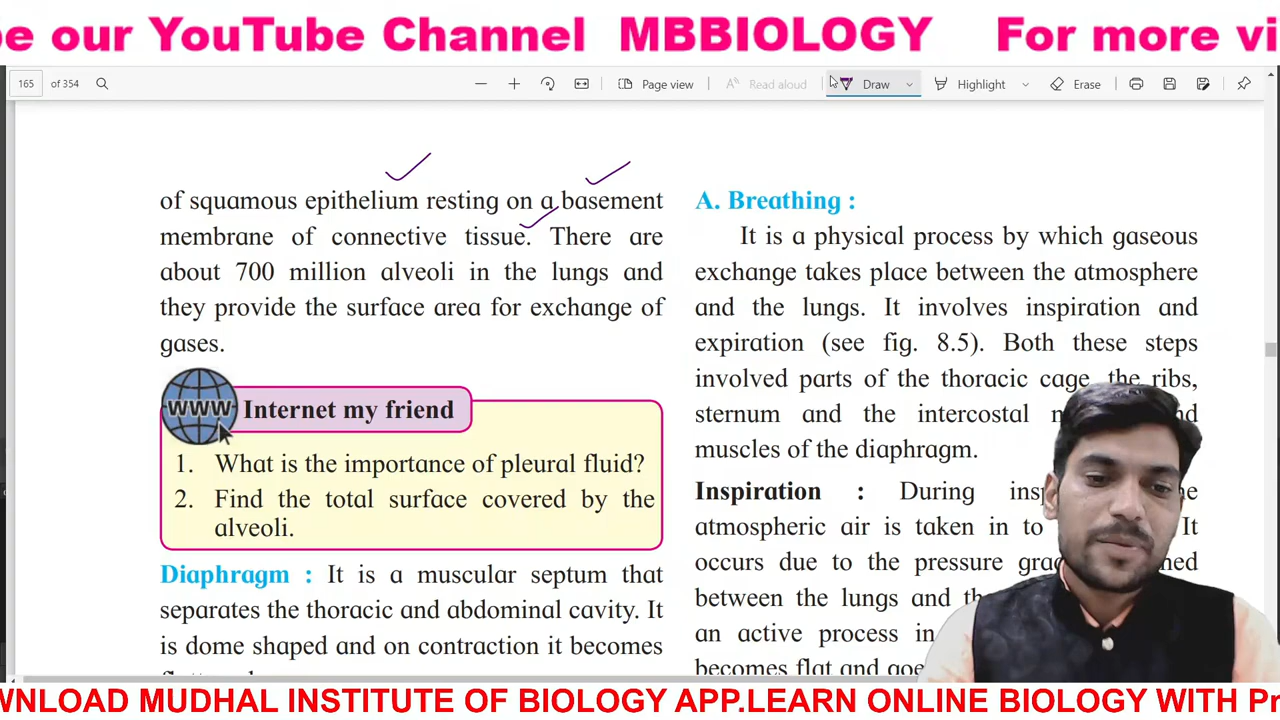 be our YouTube Channel MBBIOLOGY For more vi
165 of 354 Page view Read aloud Draw Highlight Erase
of squamous epithelium resting on a basement
membrane of connective tissue. There are
about 700 million alveoli in the lungs and
they provide the surface area for exchange of
gases.
www Internet my friend
1. What is the importance of pleural fluid?
2. Find the total surface covered by the
alveoli.
Diaphragm : It is a muscular septum that
separates the thoracic and abdominal cavity. It
is dome shaped and on contraction it becomes
A. Breathing :
It is a physical process by which gaseous
exchange takes place between the atmosphere
and the lungs. It involves inspiration and
expiration (see fig. 8.5). Both these steps
involved parts of the thoracic cage, the ribs,
sternum and the intercostal
muscles of the diaphragm.
Inspiration : During
atmospheric air is taken in to It
occurs due to the pressure
between the lungs and
an active process in
becomes flat and
WNLOAD MUDHAL INSTITUTE OF BIOLOGY APP.LEARN ONLINE BIOLOGY WITH Pr